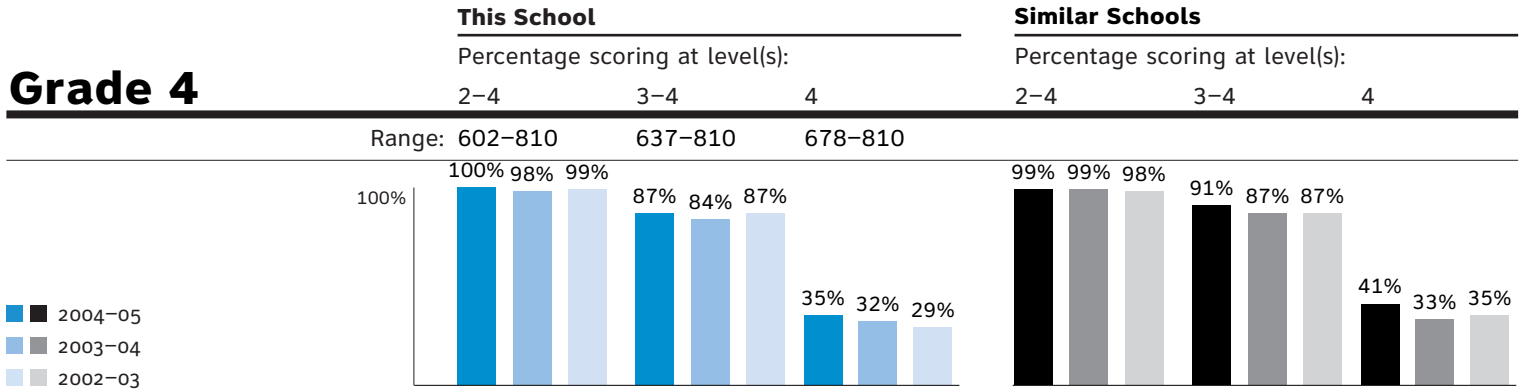 This School Similar Schools
Percentage scoring at level(s): Percentage scoring at level(s):
Grade 4 2–4 3–4 4 2–4 3–4 4
Range: 602–810 637–810 678–810
100% 98% 99% 87% 84% 87% 35% 32% 29% 99% 99% 98% 91% 87% 87% 41% 33% 35%
100%
2004–05
2003–04
2002–03